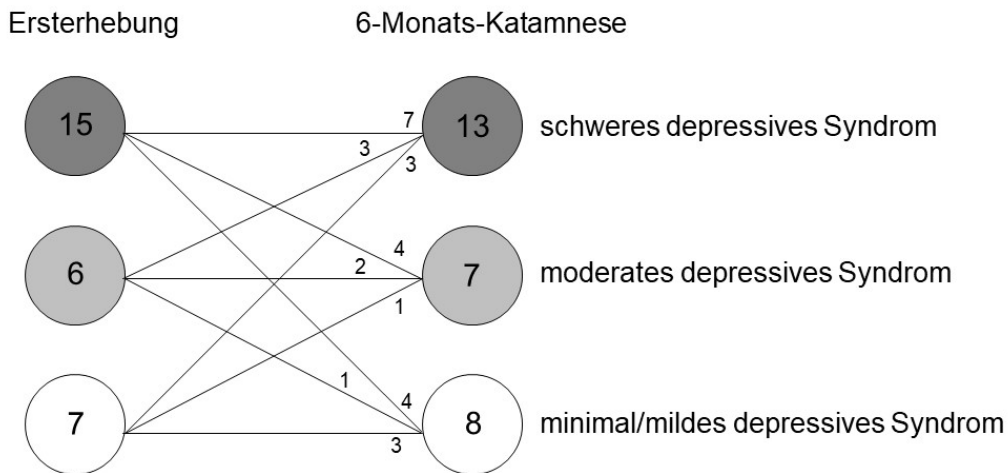 Ersterhebung 6-Monats-Katamnese
15 7 13 schweres depressives Syndrom
3 3
4
6 2 7 moderates depressives Syndrom
1
1
4
7 3 8 minimal/mildes depressives Syndrom